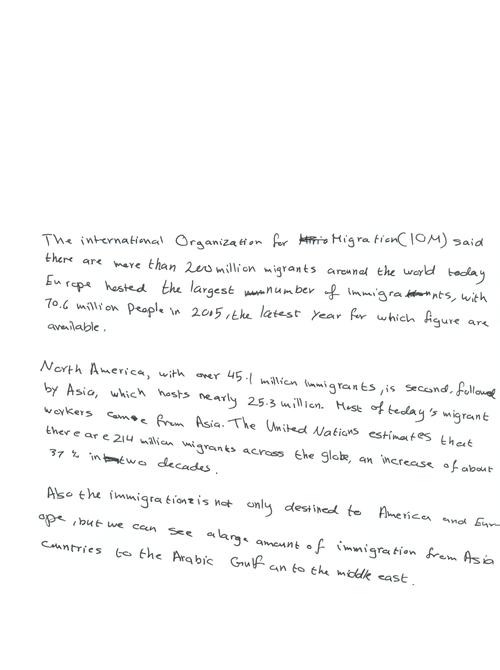 The international Organization for Migration (IOM) said
there are more than 200 million migrants around the world today
Europe hosted the largest number of immigrants, with
70.6 million People in 2005, the latest year for which figure are
available.
North America, with over 45.1 million immigrants, is second. followed
by Asia, which hosts nearly 25.3 million. Most of today's migrant
workers come from Asia. The United Nations estimates that
there are 214 million migrants across the globe, an increase of about
37 % in two decades.
Also the immigration is not only destined to America and Eur
ope, but we can see a large amount of immigration from Asia
countries to the Arabic Gulf an to the middle east.